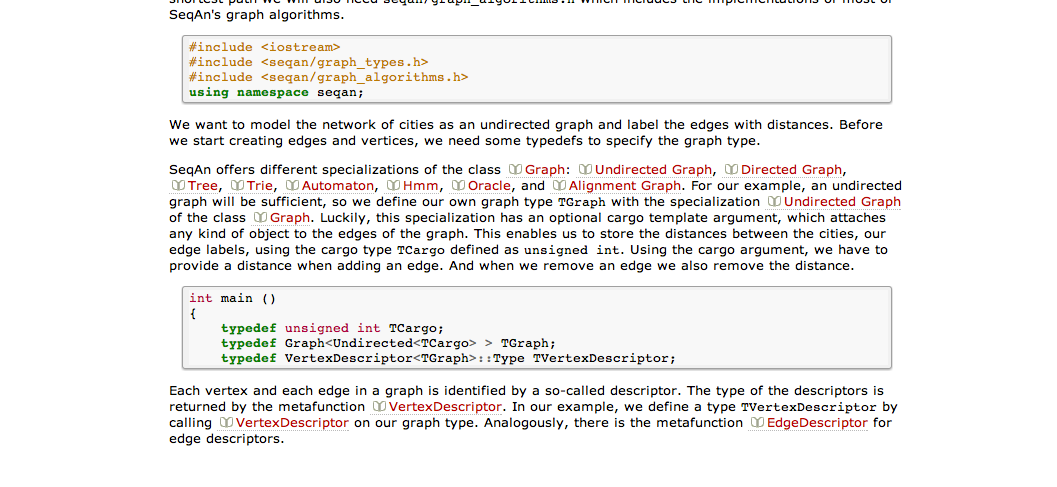 SeqAn's graph algorithms.
#include <iostream>
#include <seqan/graph_types.h>
#include <seqan/graph_algorithms.h>
using namespace seqan;
We want to model the network of cities as an undirected graph and label the edges with distances. Before
we start creating edges and vertices, we need some typedefs to specify the graph type.
SeqAn offers different specializations of the class Graph: Undirected Graph, Directed Graph,
Tree, Trie, Automaton, Hmm, Oracle, and Alignment Graph. For our example, an undirected
graph will be sufficient, so we define our own graph type TGraph with the specialization Undirected Graph
of the class Graph. Luckily, this specialization has an optional cargo template argument, which attaches
any kind of object to the edges of the graph. This enables us to store the distances between the cities, our
edge labels, using the cargo type TCargo defined as unsigned int. Using the cargo argument, we have to
provide a distance when adding an edge. And when we remove an edge we also remove the distance.
int main ()
{
    typedef unsigned int TCargo;
    typedef Graph<Undirected<TCargo> > TGraph;
    typedef VertexDescriptor<TGraph>::Type TVertexDescriptor;
Each vertex and each edge in a graph is identified by a so-called descriptor. The type of the descriptors is
returned by the metafunction VertexDescriptor. In our example, we define a type TVertexDescriptor by
calling VertexDescriptor on our graph type. Analogously, there is the metafunction EdgeDescriptor for
edge descriptors.